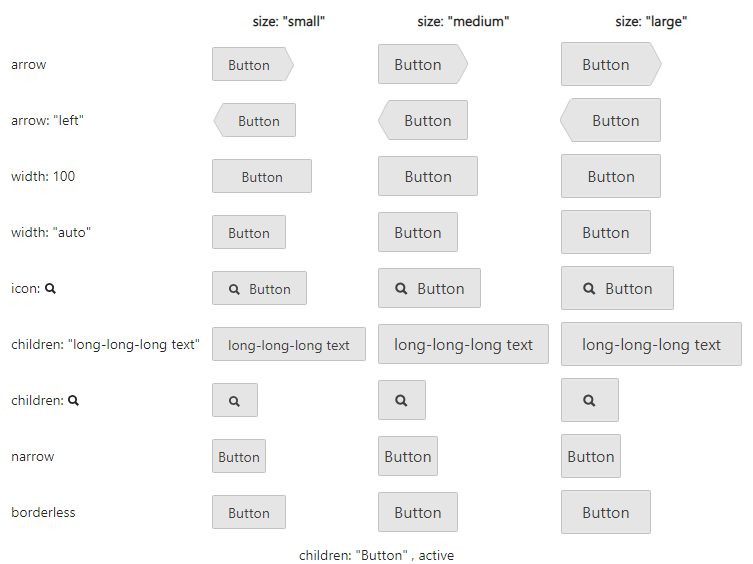 size: "small" size: "medium" size: "large"
arrow Button Button Button
arrow: "left" Button Button Button
width: 100 Button Button Button
width: "auto" Button Button Button
icon: Button Button Button
children: "long-long-long text" long-long-long text long-long-long text long-long-long text
children:
narrow Button Button Button
borderless Button Button Button
children: "Button" , active